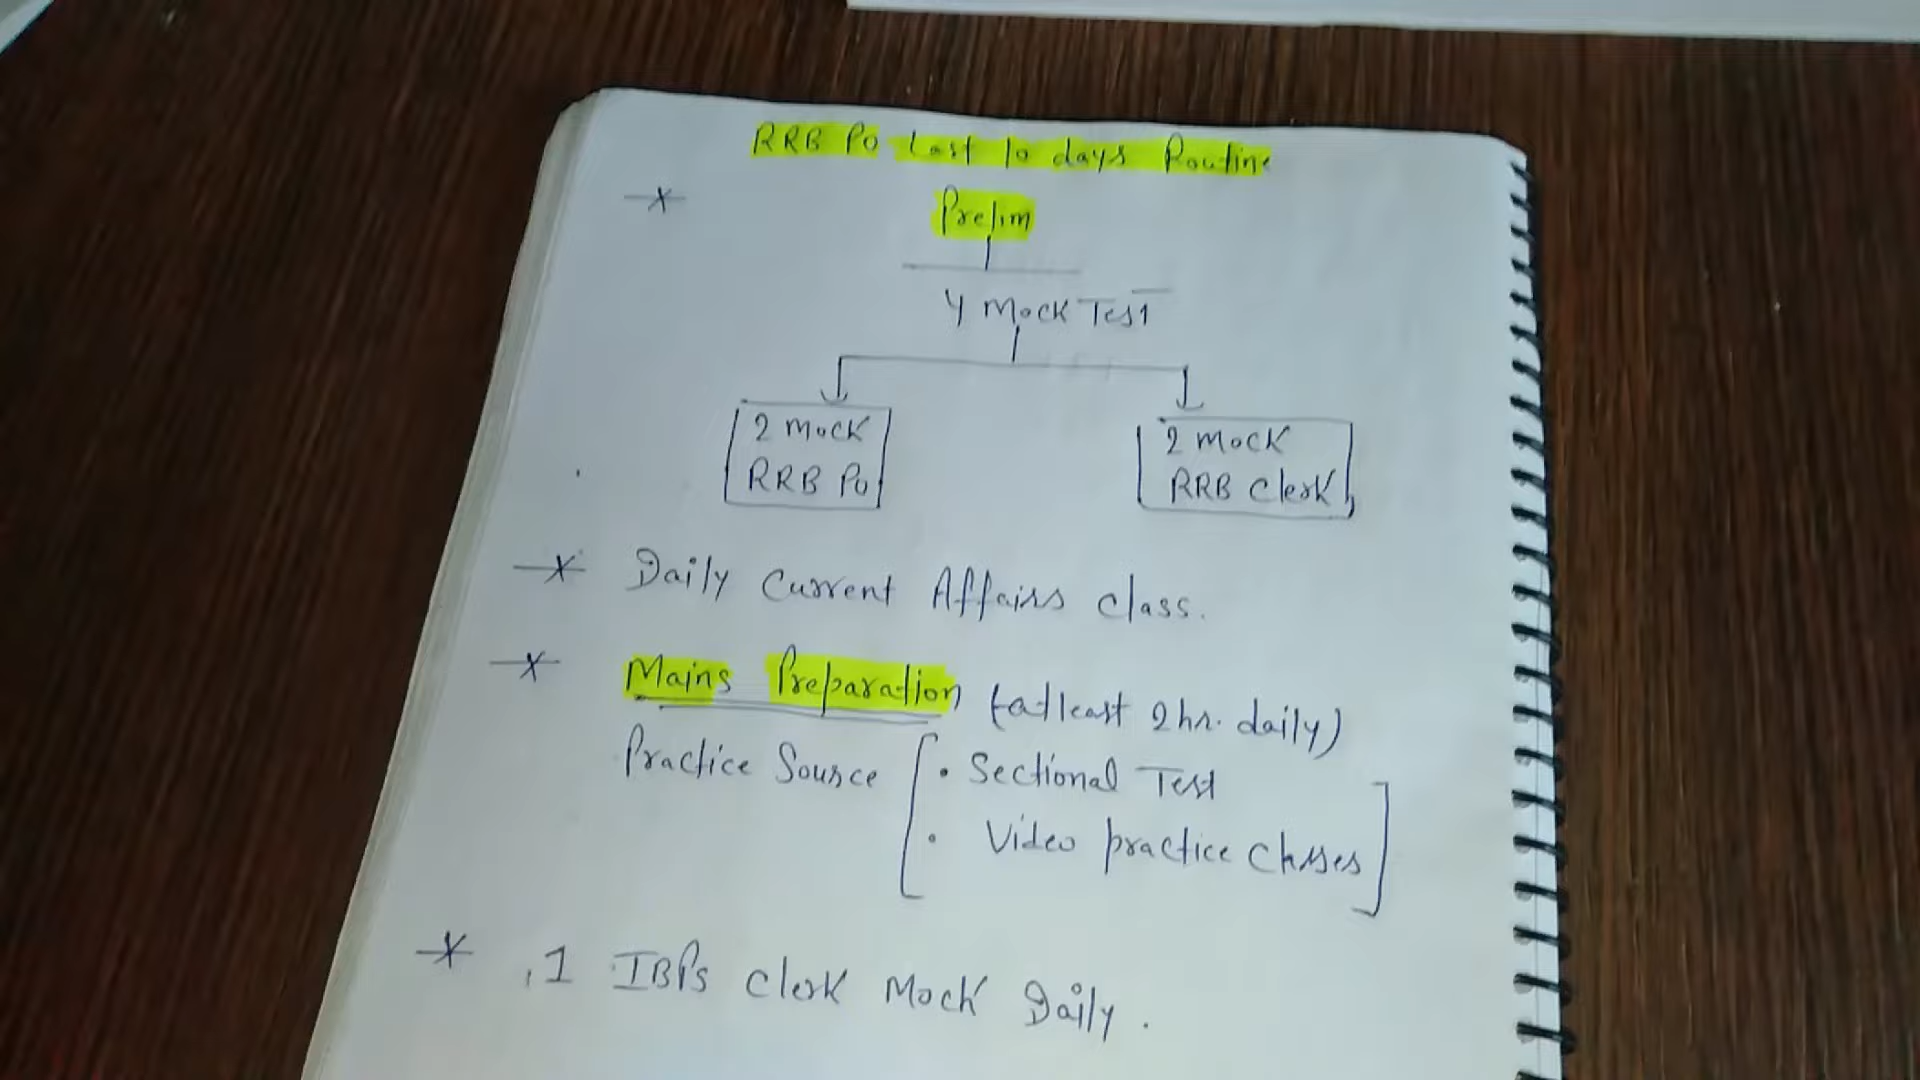 RRB PO Last 10 days Routine
Prelim
4 Mock Test
2 Mock
RRB PO
2 Mock
RRB Clerk
Daily Current Affairs class.
Mains Preparation (atleast 2 hr. daily)
Practice Source [ • Sectional Test
• Video practice Classes ]
1 IBPS Clerk Mock Daily.